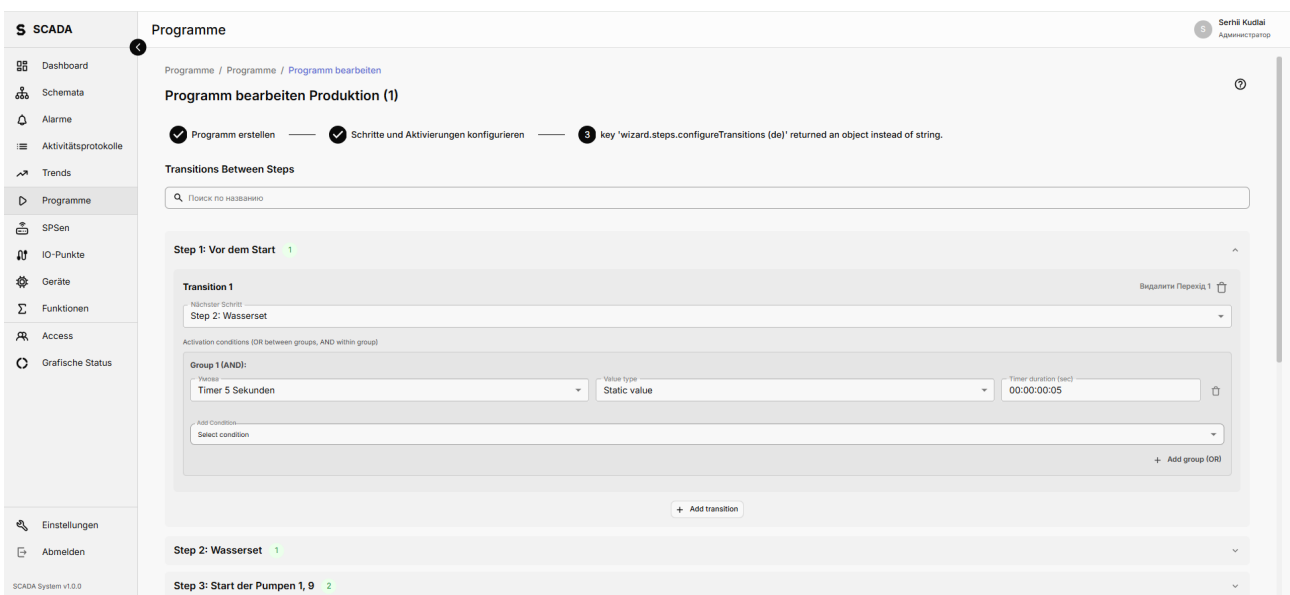 S SCADA
Programme
S
Serhii Kudlai
Администратор
Dashboard
Schemata
Alarme
Aktivitätsprotokolle
Trends
Programme
SPSen
IO-Punkte
Geräte
Funktionen
Access
Grafische Status
Einstellungen
Abmelden
SCADA System v1.0.0
Programme / Programme / Programm bearbeiten
Programm bearbeiten Produktion (1)
Programm erstellen
Schritte und Aktivierungen konfigurieren
3 key 'wizard.steps.configureTransitions (de)' returned an object instead of string.
Transitions Between Steps
Поиск по названию
Step 1: Vor dem Start 1
Transition 1
Видалити Перехід 1
Nächster Schritt
Step 2: Wasserset
Activation conditions (OR between groups, AND within group)
Group 1 (AND):
Умова
Timer 5 Sekunden
Value type
Static value
Timer duration (sec)
00:00:00:05
Add Condition
Select condition
+ Add group (OR)
+ Add transition
Step 2: Wasserset 1
Step 3: Start der Pumpen 1, 9 2